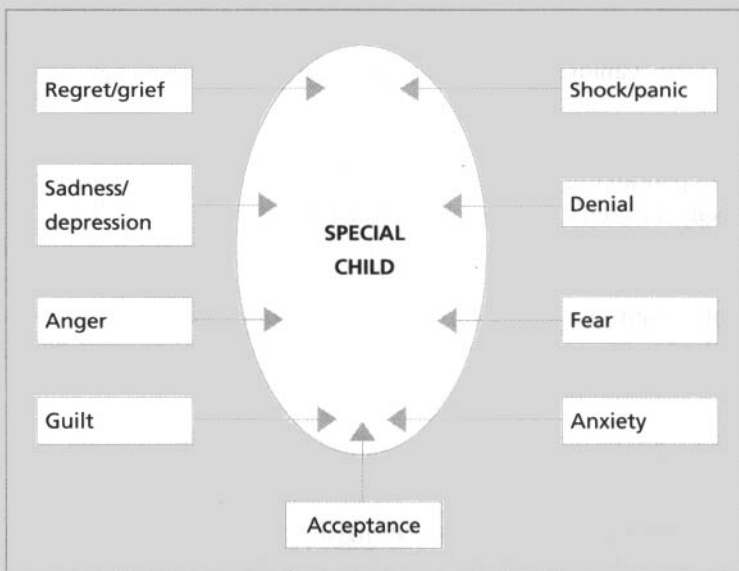 Regret/grief
Shock/panic
Sadness/
depression
Denial
SPECIAL
CHILD
Anger
Fear
Guilt
Anxiety
Acceptance